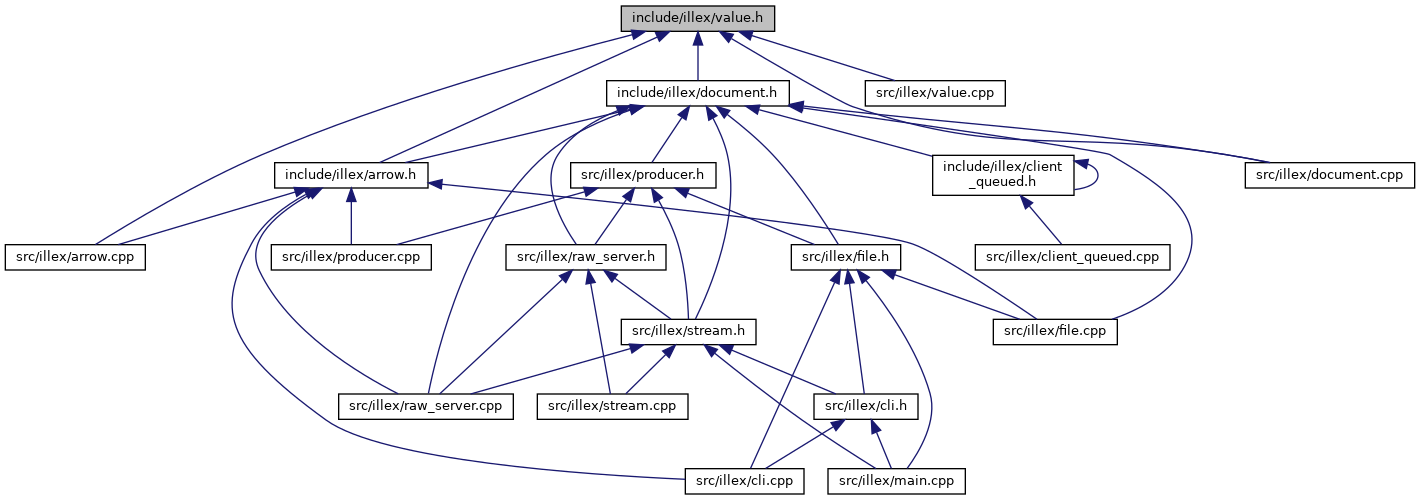 include/illex/value.h
include/illex/document.h
src/illex/value.cpp
include/illex/arrow.h
src/illex/producer.h
include/illex/client
_queued.h
src/illex/document.cpp
src/illex/arrow.cpp
src/illex/producer.cpp
src/illex/raw_server.h
src/illex/file.h
src/illex/client_queued.cpp
src/illex/stream.h
src/illex/file.cpp
src/illex/raw_server.cpp
src/illex/stream.cpp
src/illex/cli.h
src/illex/cli.cpp
src/illex/main.cpp